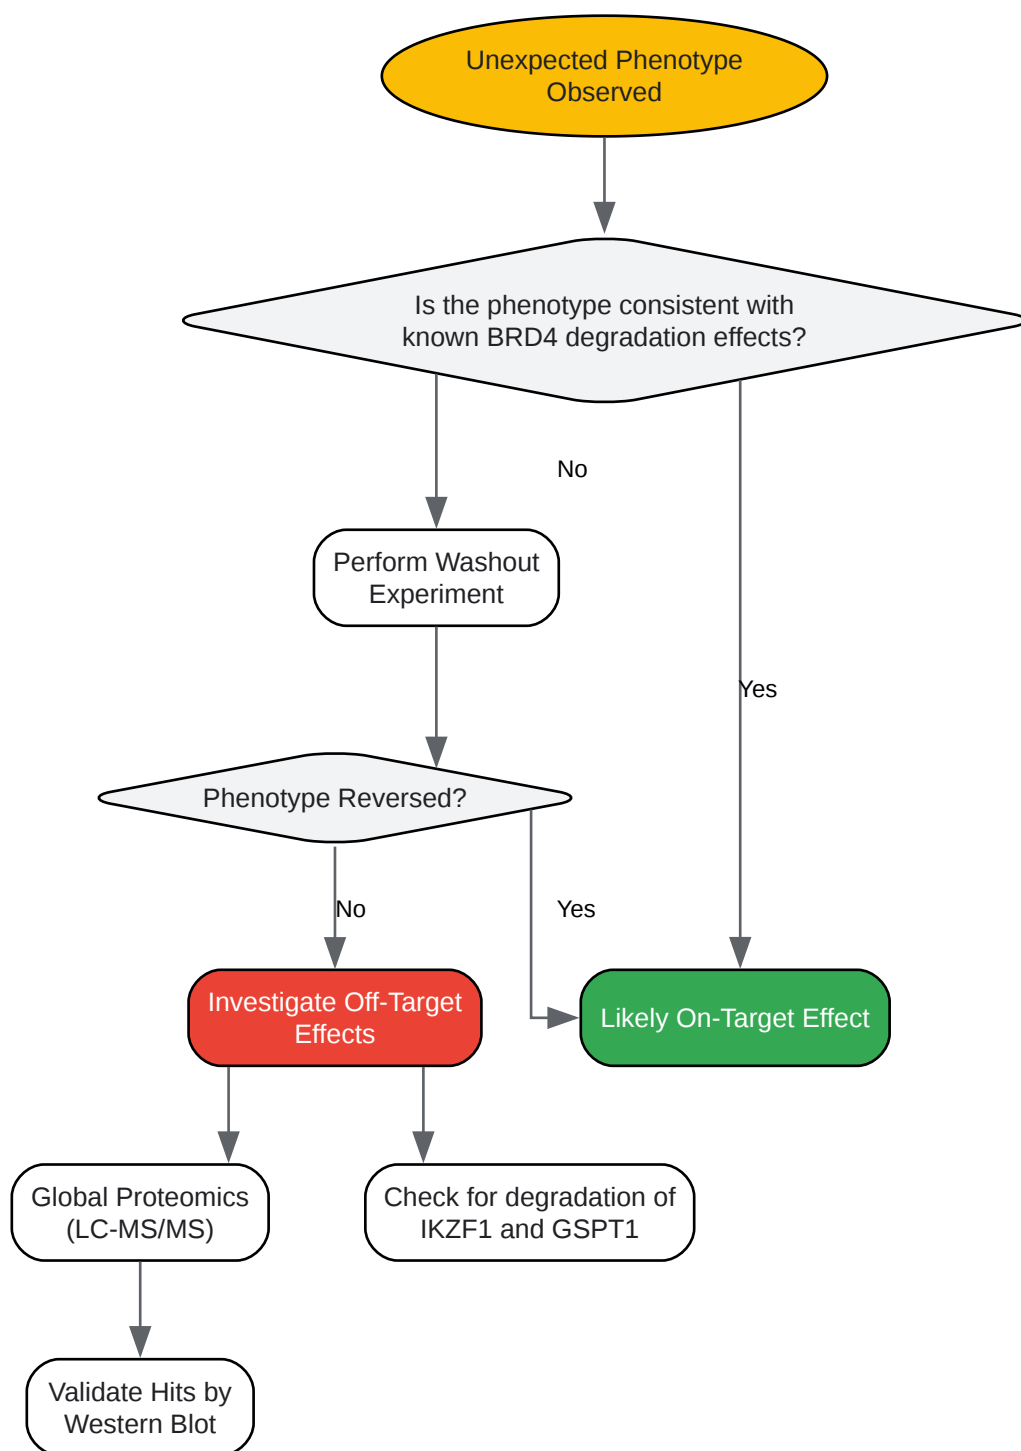 Unexpected Phenotype
Observed
Is the phenotype consistent with
known BRD4 degradation effects?
No
Perform Washout
Experiment
Yes
Phenotype Reversed?
No
Yes
Investigate Off-Target
Effects
Likely On-Target Effect
Global Proteomics
(LC-MS/MS)
Check for degradation of
IKZF1 and GSPT1
Validate Hits by
Western Blot